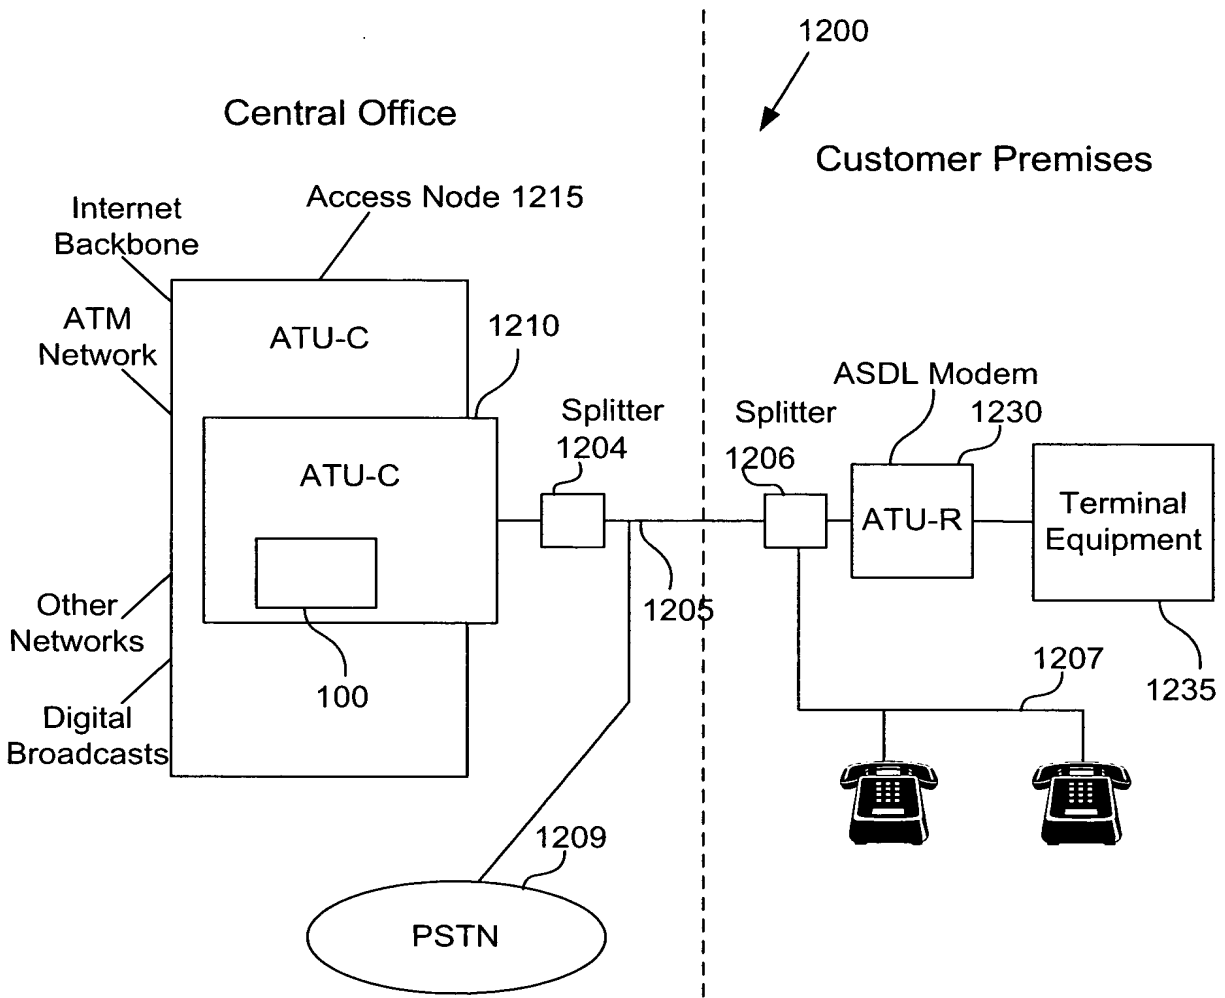 1200
Central Office
Customer Premises
Access Node 1215
Internet
Backbone
ATM
Network
ATU-C
1210
ASDL Modem
1230
Splitter
1204
Splitter
1206
ATU-C
ATU-R
Terminal
Equipment
Other
Networks
1205
100
1207
1235
Digital
Broadcasts
1209
PSTN